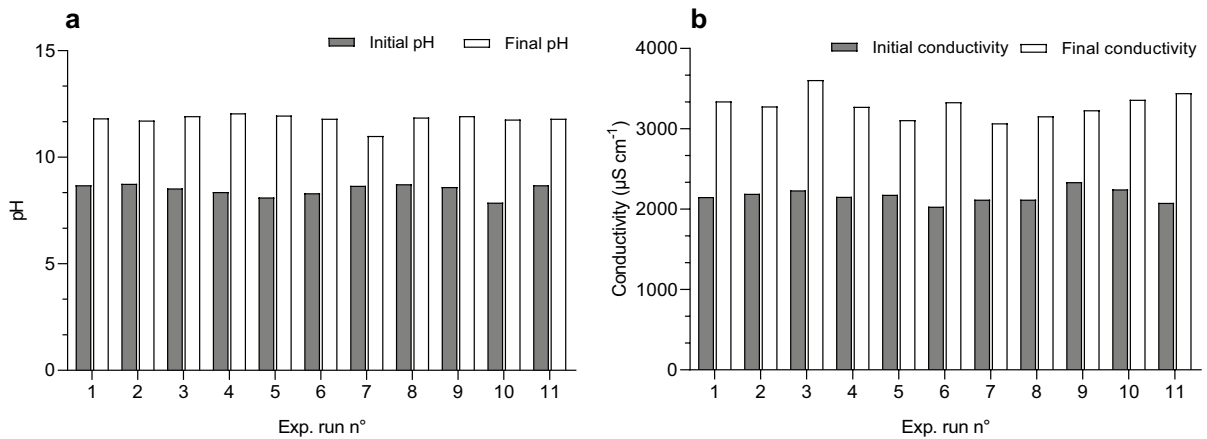 a
Initial pH
Final pH
15
10
5
0
pH
1 2 3 4 5 6 7 8 9 10 11
Exp. run n°
b
Initial conductivity
Final conductivity
4000
3000
2000
1000
0
Conductivity (µS cm⁻¹)
1 2 3 4 5 6 7 8 9 10 11
Exp. run n°